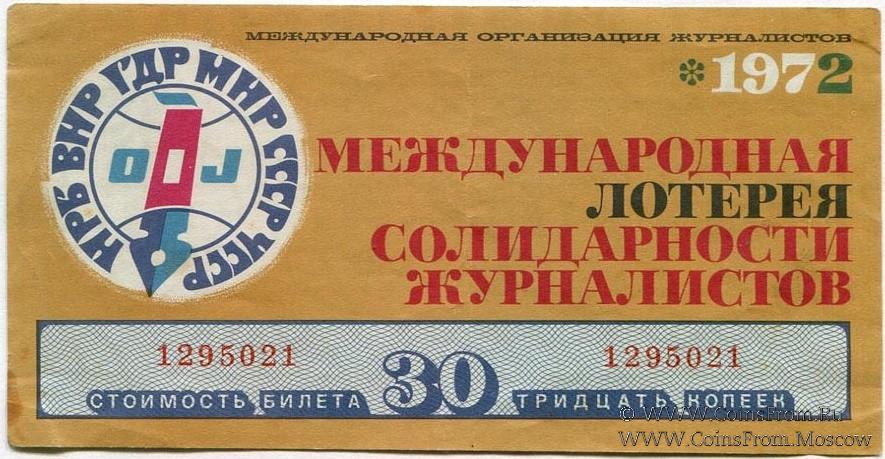 МЕЖДУНАРОДНАЯ ОРГАНИЗАЦИЯ ЖУРНАЛИСТОВ
*1972
НРБ ВНР ГДР МНР СССР ЧССР
OIJ
МЕЖДУНАРОДНАЯ
ЛОТЕРЕЯ
СОЛИДАРНОСТИ
ЖУРНАЛИСТОВ
1295021 1295021
СТОИМОСТЬ БИЛЕТА 30 ТРИДЦАТЬ КОПЕЕК
© WWW.CoinsFrom.Ru
WWW.CoinsFrom.Moscow